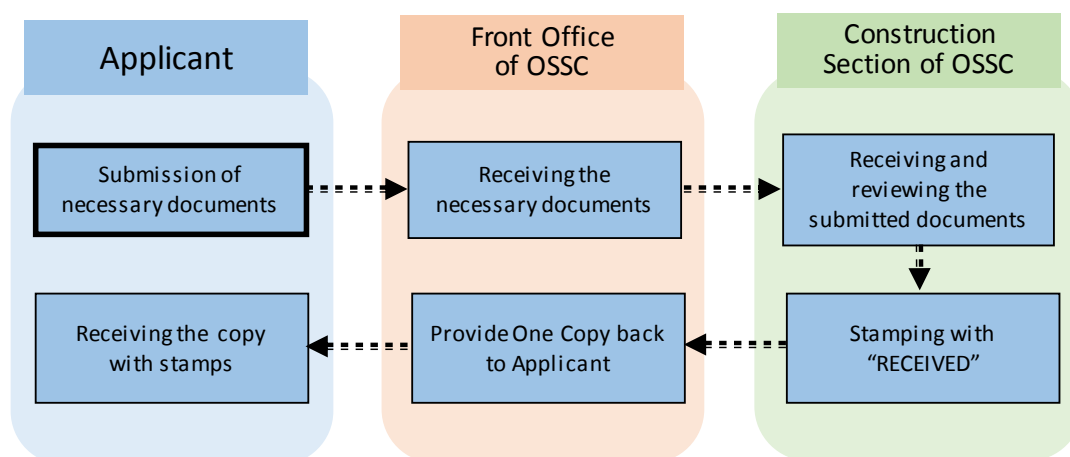 Applicant
Front Office
of OSSC
Construction
Section of OSSC
Submission of
necessary documents
Receiving the
necessary documents
Receiving and
reviewing the
submitted documents
Receiving the copy
with stamps
Provide One Copy back
to Applicant
Stamping with
“RECEIVED”